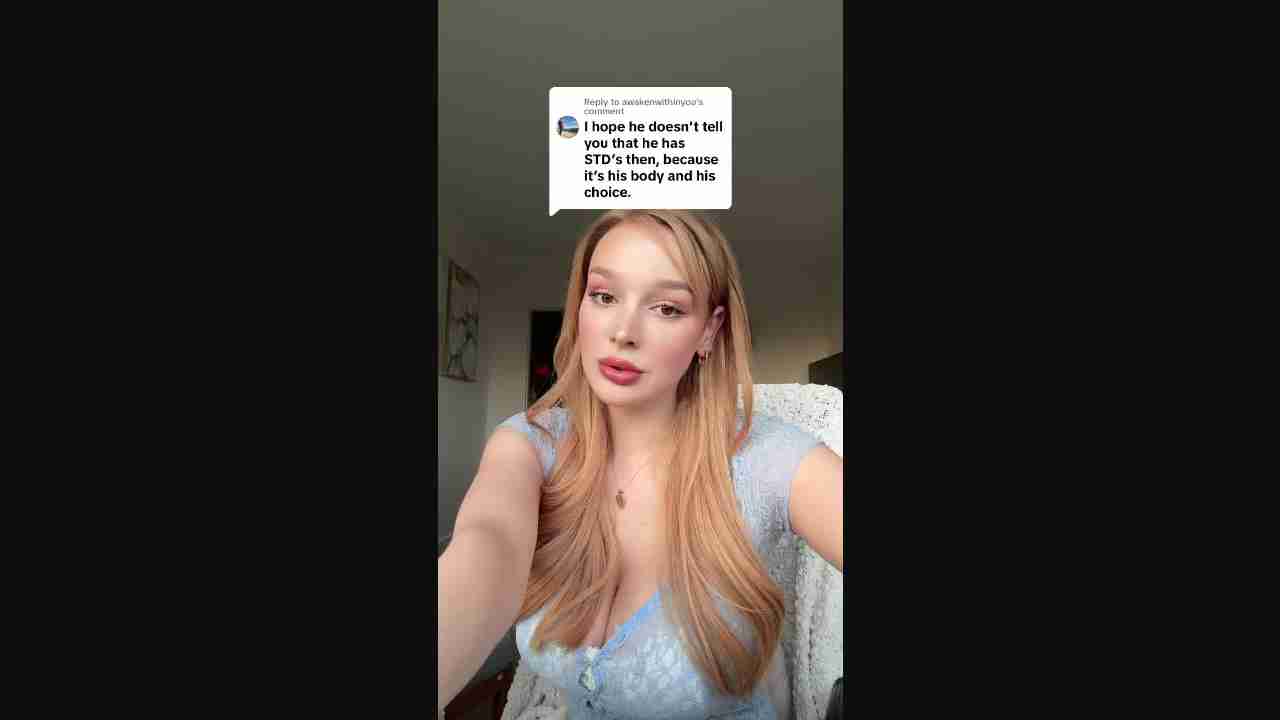 Reply to awakenwithinyou's
comment
I hope he doesn't tell
you that he has
STD's then, because
it's his body and his
choice.